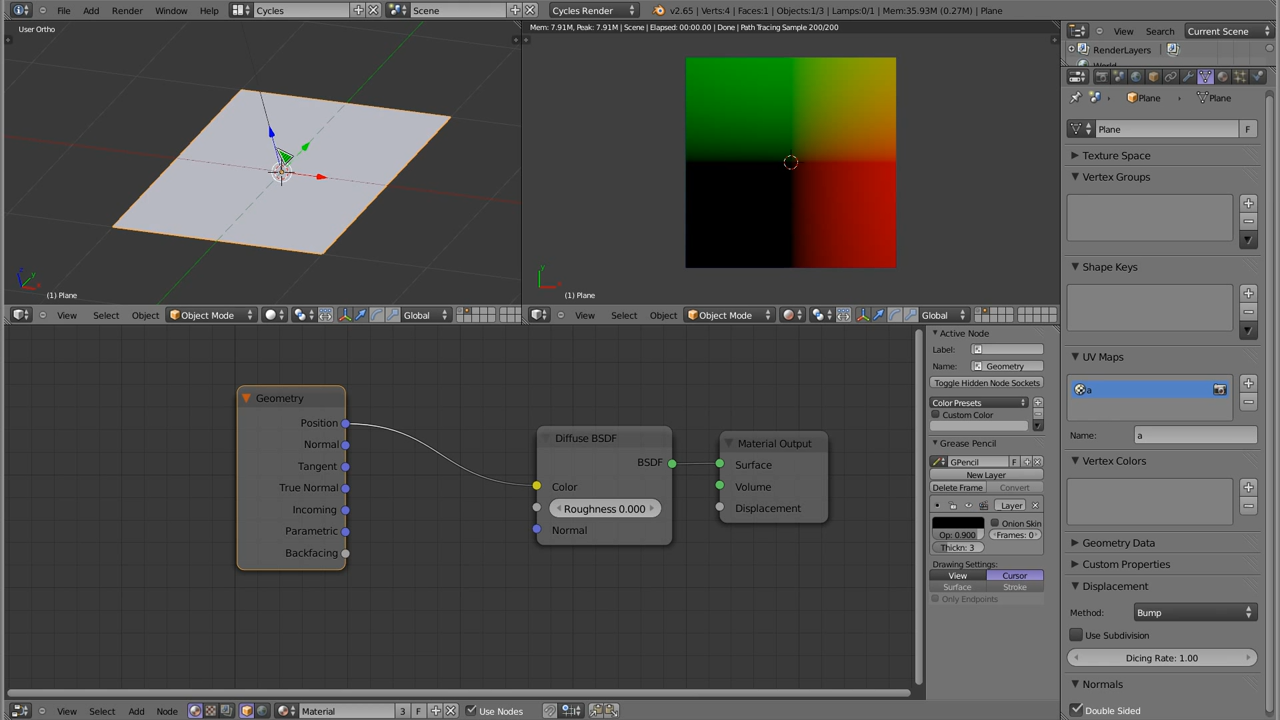 File Add Render Window Help Cycles Scene Cycles Render v2.65 | Verts:4 | Faces:1 | Objects:1/3 | Lamps:0/1 | Mem:35.93M (0.27M) | Plane
View Search Current Scene
RenderLayers
User Ortho
(1) Plane
View Select Object Object Mode Global
Mem: 7.91M, Peak: 7.91M | Scene | Elapsed: 00:00.00 | Done | Path Tracing Sample 200/200
(1) Plane
View Select Object Object Mode Global
Geometry
Position
Normal
Tangent
True Normal
Incoming
Parametric
Backfacing
Diffuse BSDF
BSDF
Color
Roughness 0.000
Normal
Material Output
Surface
Volume
Displacement
View Select Add Node Material 3 F Use Nodes
Active Node
Label:
Name: Geometry
Toggle Hidden Node Sockets
Color Presets
Custom Color
Grease Pencil
GPencil F
New Layer
Delete Frame Convert
Layer
Onion Skin
Op: 0.900 Frames: 0
Thickn: 3
Drawing Settings:
View Cursor
Surface Stroke
Only Endpoints
Plane Plane
Plane F
Texture Space
Vertex Groups
Shape Keys
UV Maps
a
Name: a
Vertex Colors
Geometry Data
Custom Properties
Displacement
Method: Bump
Use Subdivision
Dicing Rate: 1.00
Normals
Double Sided